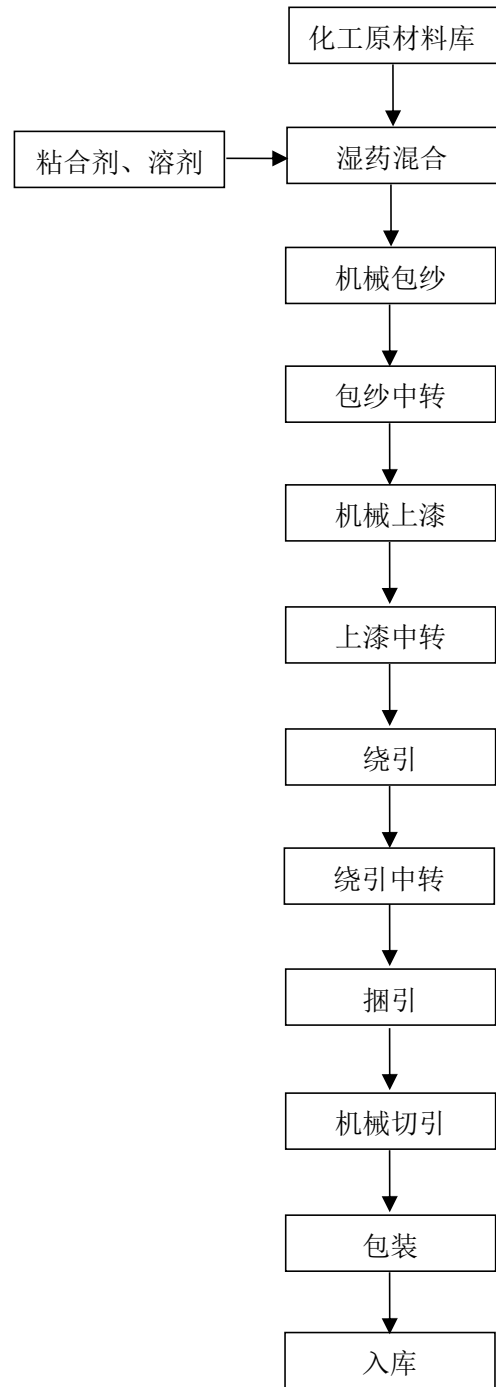 化工原材料库
粘合剂、溶剂
湿药混合
机械包纱
包纱中转
机械上漆
上漆中转
绕引
绕引中转
捆引
机械切引
包装
入库